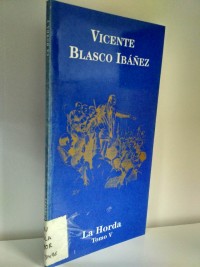 VICENTE
BLASCO IBÁÑEZ
La Horda
Tomo V